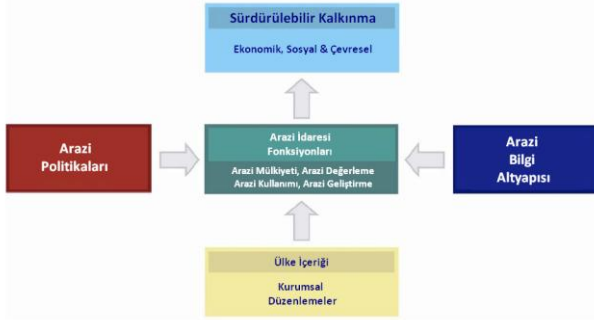 Sürdürülebilir Kalkınma
Ekonomik, Sosyal & Çevresel
Arazi
Politikaları
Arazi İdaresi
Fonksiyonları
Arazi Mülkiyeti, Arazi Değerleme
Arazi Kullanımı, Arazi Geliştirme
Arazi
Bilgi
Altyapısı
Ülke İçeriği
Kurumsal
Düzenlemeler